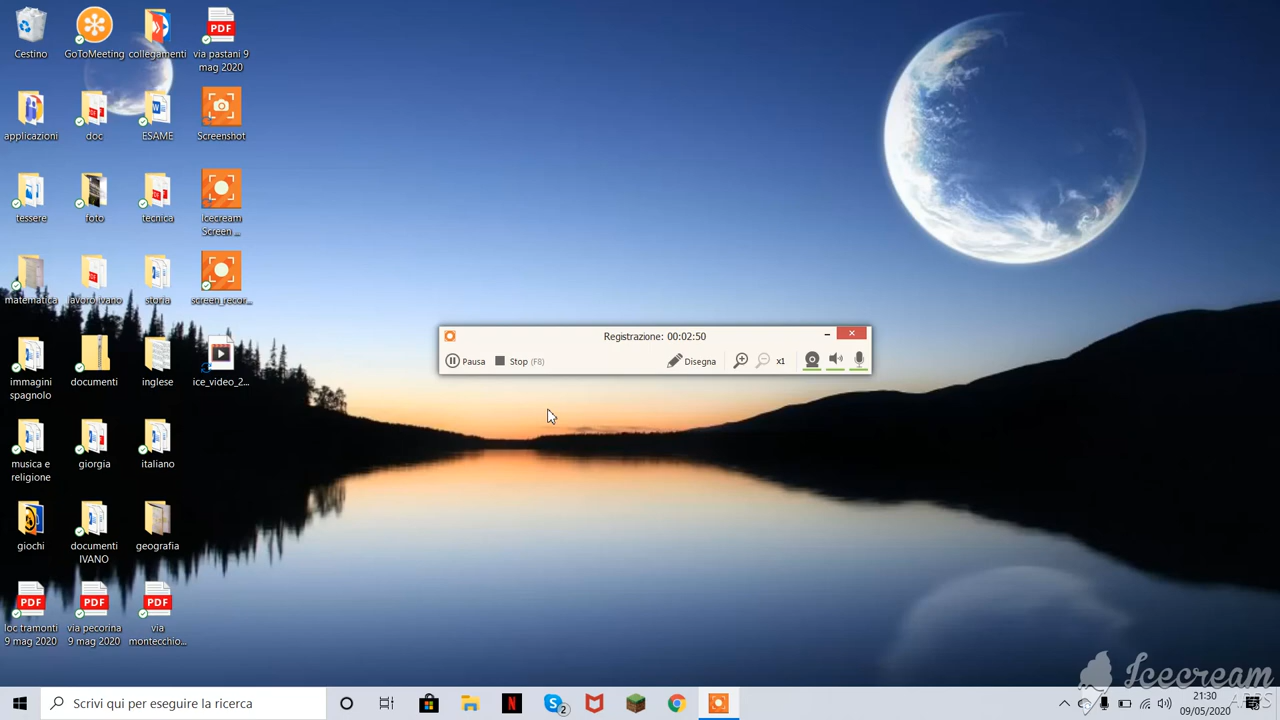 Cestino
GoToMeeting
collegamenti
via pastani 9
mag 2020
applicazioni
doc
ESAME
Screenshot
tessere
foto
tecnica
Icecream
Screen ...
matematica
lavoro ivano
storia
screen_recor...
immagini
spagnolo
documenti
inglese
ice_video_2...
musica e
religione
giorgia
italiano
giochi
documenti
IVANO
geografia
loc tramonti
9 mag 2020
via pecorina
9 mag 2020
via
montecchio...
Registrazione: 00:02:50
Pausa
Stop (F8)
Disegna
x1
Icecream
APPS
Scrivi qui per eseguire la ricerca
2
21:30
09/05/2020